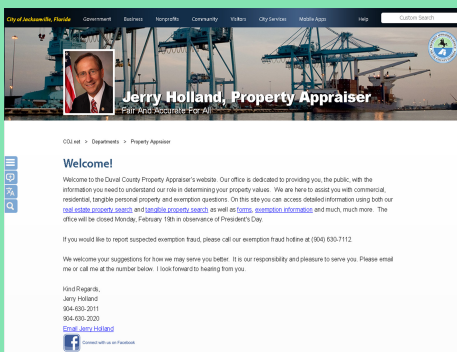 City of Jacksonville, Florida Government Business Nonprofits Community Visitors City Services Mobile Apps Help Custom Search
Jerry Holland, Property Appraiser
Fair And Accurate For All
COJ.net > Departments > Property Appraiser
Welcome!
Welcome to the Duval County Property Appraiser's website. Our office is dedicated to providing you, the public, with the
information you need to understand our role in determining your property values. We are here to assist you with commercial,
residential, tangible personal property and exemption questions. On this site you can access detailed information using both our
real estate property search and tangible property search as well as forms, exemption information and much, much more. The
office will be closed Monday, February 19th in observance of President's Day.
If you would like to report suspected exemption fraud, please call our exemption fraud hotline at (904) 630-7112.
We welcome your suggestions for how we may serve you better. It is our responsibility and pleasure to serve you. Please email
me or call me at the number below. I look forward to hearing from you.
Kind Regards,
Jerry Holland
904-630-2011
904-630-2020
Email Jerry Holland
Connect with us on Facebook